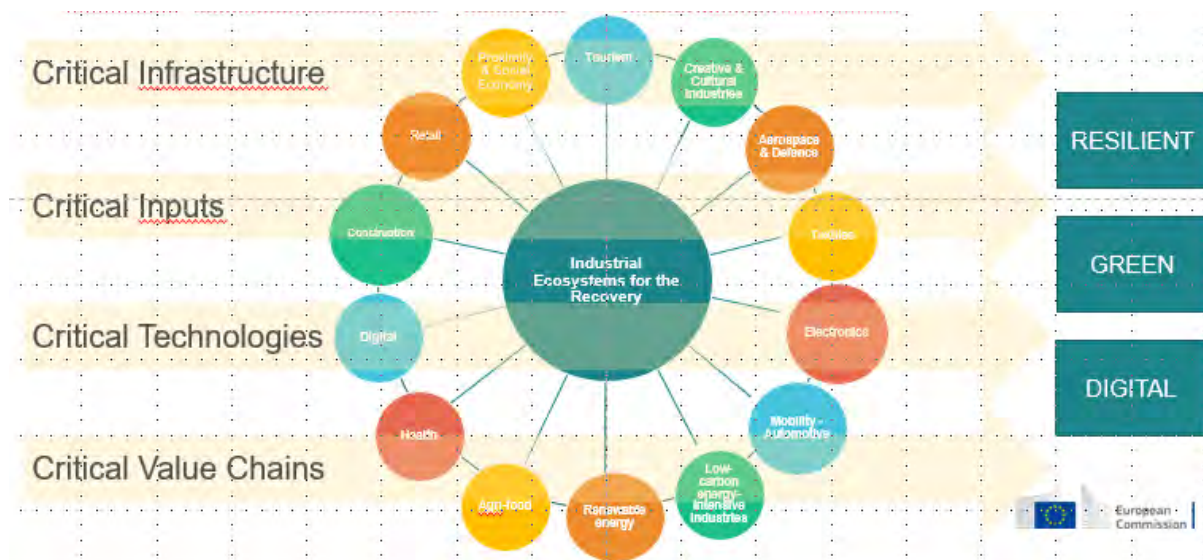 Critical Infrastructure
Critical Inputs
Critical Technologies
Critical Value Chains
Tourism
Creative &
Cultural
Industries
Aerospace
& Defence
Textiles
Electronics
Mobility -
Automotive
Low-
carbon
energy-
intensive
industries
Renewable
energy
Agri-food
Health
Digital
Construction
Retail
Proximity
& Social
Economy
Industrial
Ecosystems for the
Recovery
RESILIENT
GREEN
DIGITAL
European
Commission